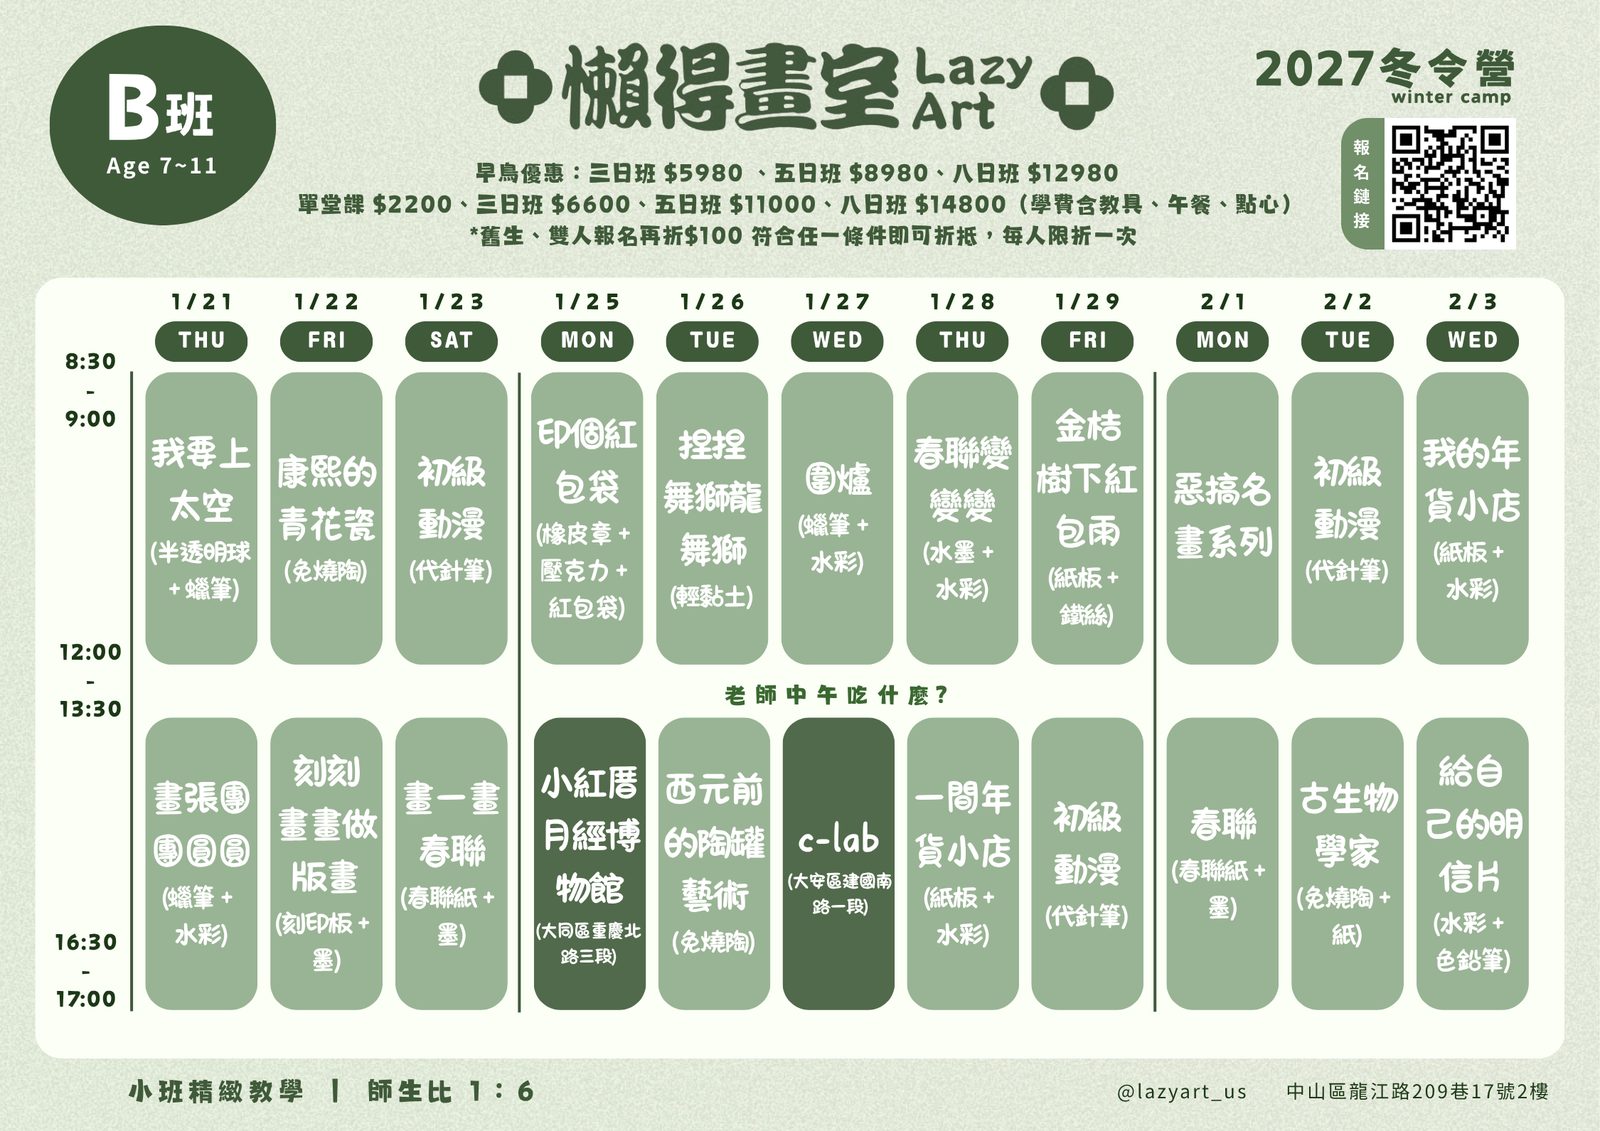 B班
Age 7~11
懶得畫室 Lazy Art
2027冬令營
winter camp
報名鏈接
早鳥優惠：三日班 $5980 、五日班 $8980、八日班 $12980
單堂課 $2200、三日班 $6600、五日班 $11000、八日班 $14800（學費含教具、午餐、點心）
*舊生、雙人報名再折$100 符合任一條件即可折抵，每人限折一次
1/21 1/22 1/23 1/25 1/26 1/27 1/28 1/29 2/1 2/2 2/3
THU FRI SAT MON TUE WED THU FRI MON TUE WED
8:30
-
9:00
我要上
太空
(半透明球
+ 蠟筆)
康熙的
青花瓷
(免燒陶)
初級
動漫
(代針筆)
印個紅
包袋
(橡皮章 +
壓克力 +
紅包袋)
捏捏
舞獅龍
舞獅
(輕黏土)
圍爐
(蠟筆 +
水彩)
春聯變
變變
(水墨 +
水彩)
金桔
樹下紅
包雨
(紙板 +
鐵絲)
惡搞名
畫系列
初級
動漫
(代針筆)
我的年
貨小店
(紙板 +
水彩)
12:00
-
13:30
老師中午吃什麼?
畫張團
團圓圓
(蠟筆 +
水彩)
刻刻
畫畫做
版畫
(刻印板 +
墨)
畫一畫
春聯
(春聯紙 +
墨)
小紅厝
月經博
物館
(大同區重慶北
路三段)
西元前
的陶罐
藝術
(免燒陶)
c-lab
(大安區建國南
路一段)
一間年
貨小店
(紙板 +
水彩)
初級
動漫
(代針筆)
春聯
(春聯紙 +
墨)
古生物
學家
(免燒陶 +
紙)
給自
己的明
信片
(水彩 +
色鉛筆)
16:30
-
17:00
小班精緻教學 | 師生比 1：6
@lazyart_us 中山區龍江路209巷17號2樓